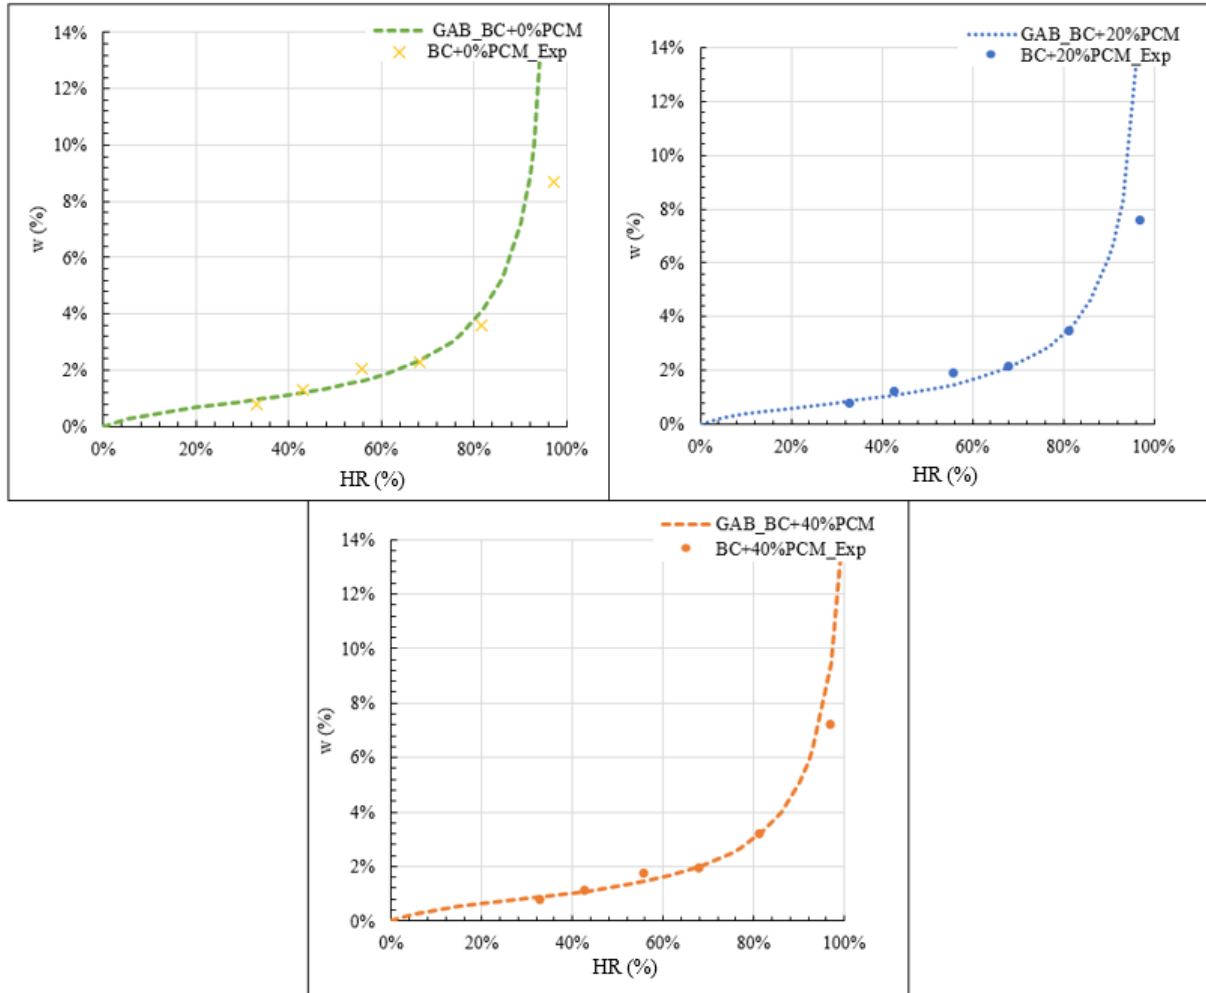 GAB_BC+0%PCM
BC+0%PCM_Exp
14%
12%
10%
8%
6%
4%
2%
0%
w (%)
0% 20% 40% 60% 80% 100%
HR (%)
GAB_BC+20%PCM
BC+20%PCM_Exp
14%
12%
10%
8%
6%
4%
2%
0%
w (%)
0% 20% 40% 60% 80% 100%
HR (%)
GAB_BC+40%PCM
BC+40%PCM_Exp
14%
12%
10%
8%
6%
4%
2%
0%
w (%)
0% 20% 40% 60% 80% 100%
HR (%)